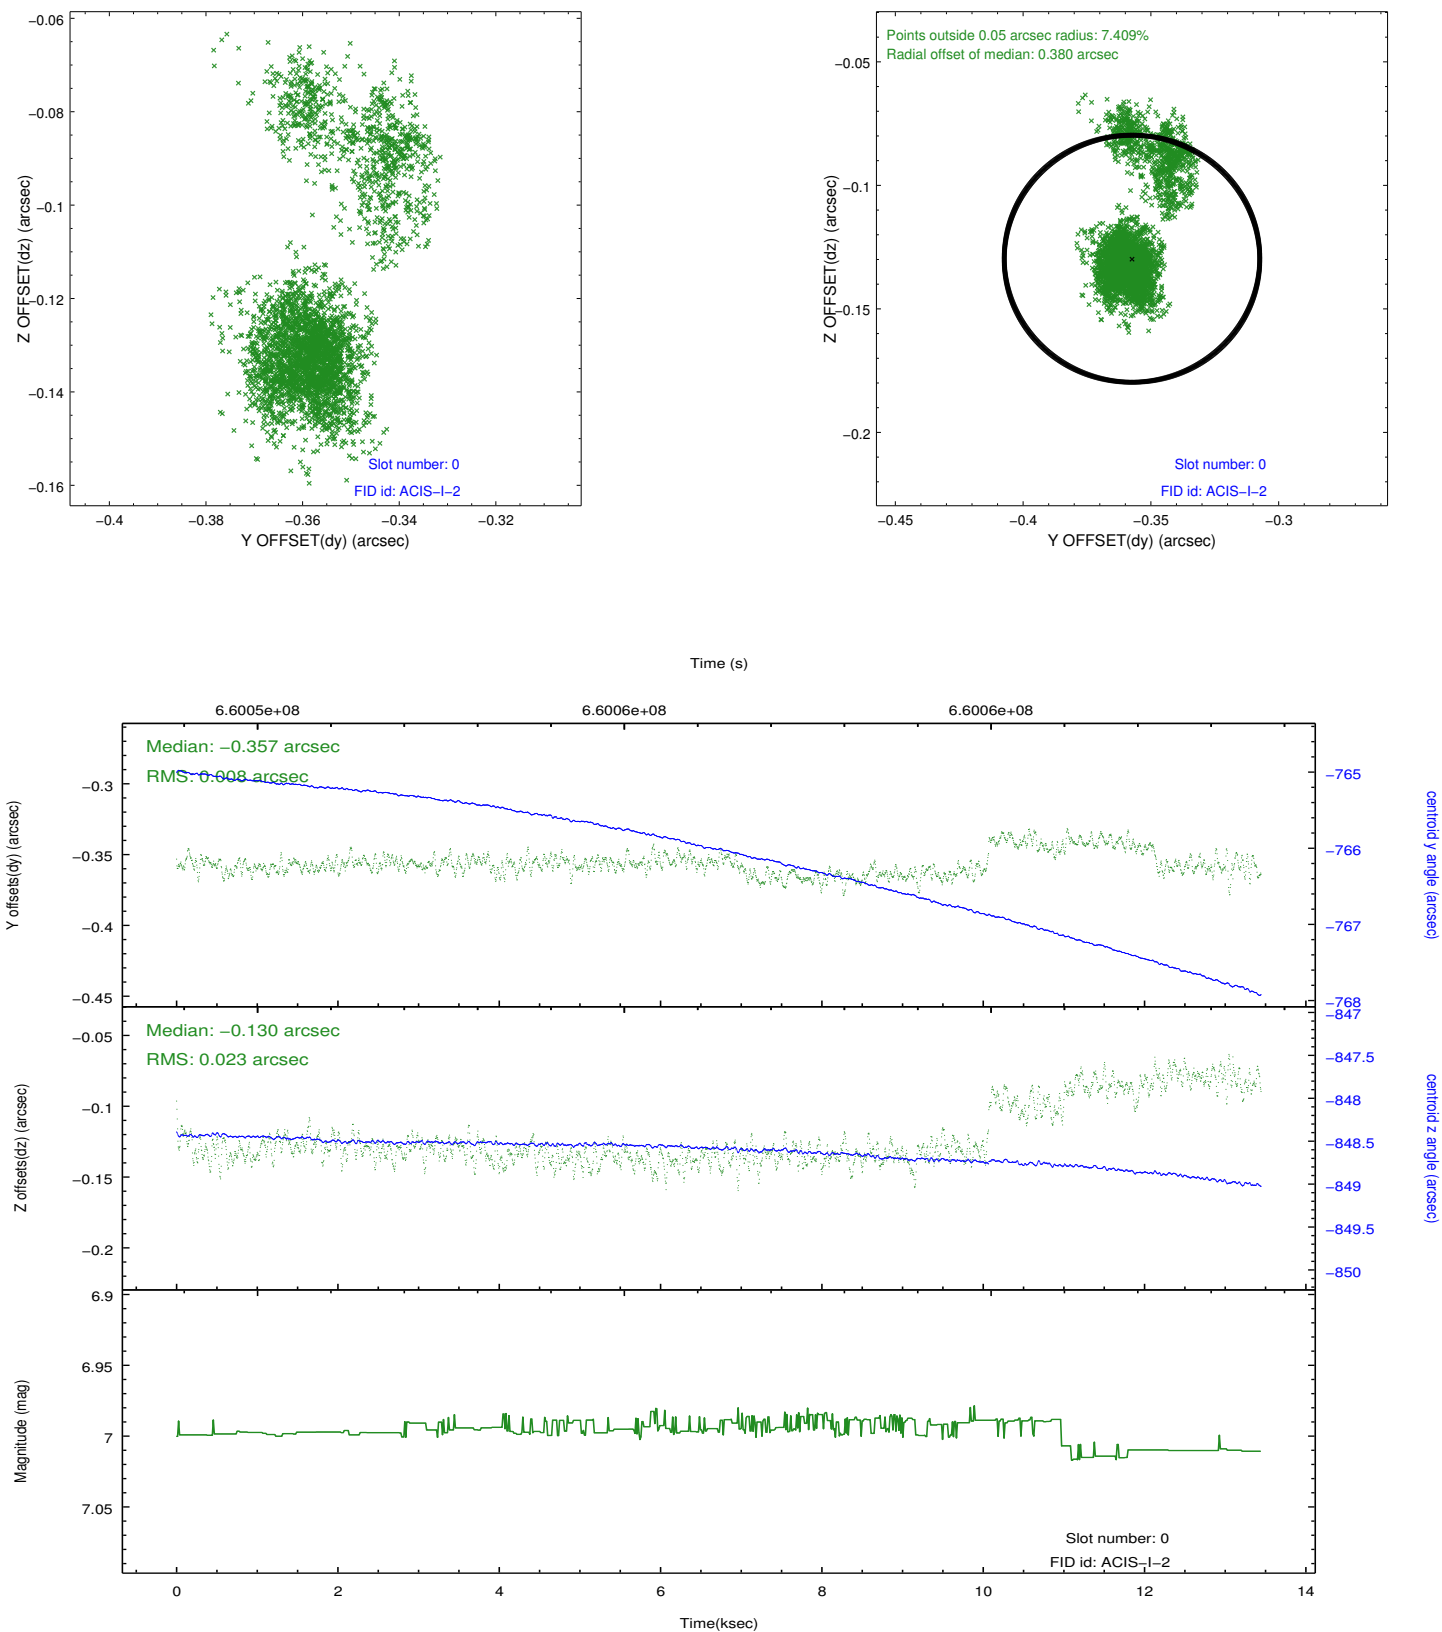 −0.06
−0.08
−0.1
−0.12
−0.14
−0.16
Z OFFSET(dz) (arcsec)
Slot number: 0
FID id: ACIS−I−2
−0.4
−0.38
−0.36
−0.34
−0.32
Y OFFSET(dy) (arcsec)
Points outside 0.05 arcsec radius: 7.409%
Radial offset of median: 0.380 arcsec
−0.05
−0.1
−0.15
−0.2
Z OFFSET(dz) (arcsec)
Slot number: 0
FID id: ACIS−I−2
−0.45
−0.4
−0.35
−0.3
Y OFFSET(dy) (arcsec)
Time (s)
6.6005e+08
6.6006e+08
6.6006e+08
Median: −0.357 arcsec
RMS: 0.008 arcsec
−0.3
−0.35
−0.4
−0.45
Y offsets(dy) (arcsec)
−765
−766
−767
−768
centroid y angle (arcsec)
Median: −0.130 arcsec
RMS: 0.023 arcsec
−0.05
−0.1
−0.15
−0.2
Z offsets(dz) (arcsec)
−847
−847.5
−848
−848.5
−849
−849.5
−850
centroid z angle (arcsec)
6.9
6.95
7
7.05
Magnitude (mag)
Slot number: 0
FID id: ACIS−I−2
0
2
4
6
8
10
12
14
Time(ksec)